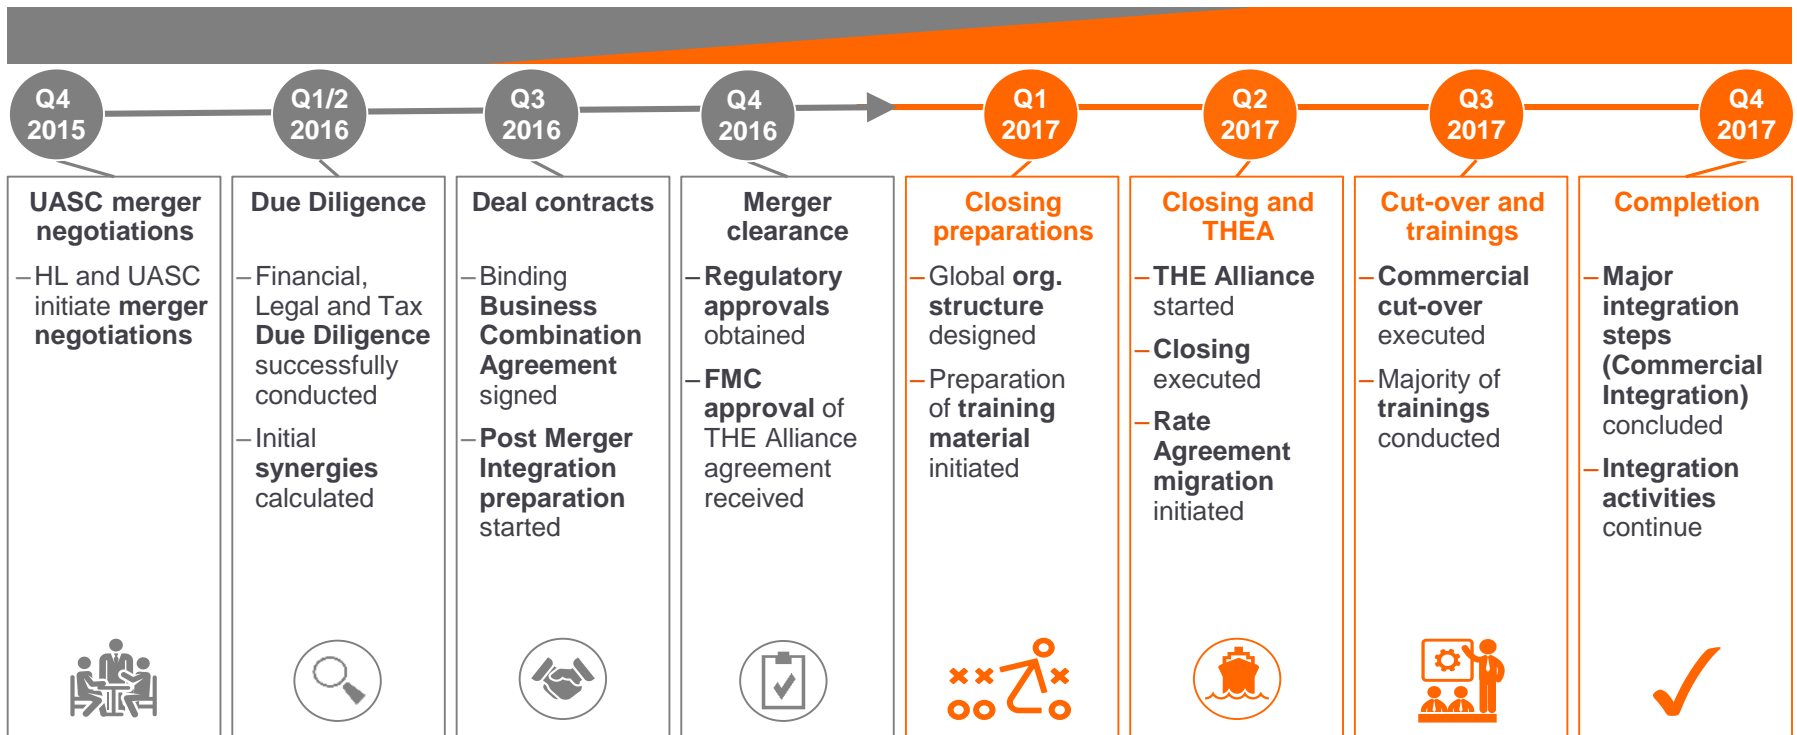 Q4
2015
Q1/2
2016
Q3
2016
Q4
2016
Q1
2017
Q2
2017
Q3
2017
Q4
2017
UASC merger
negotiations
– HL and UASC
initiate merger
negotiations
Due Diligence
– Financial,
Legal and Tax
Due Diligence
successfully
conducted
– Initial
synergies
calculated
Deal contracts
– Binding
Business
Combination
Agreement
signed
– Post Merger
Integration
preparation
started
Merger
clearance
– Regulatory
approvals
obtained
– FMC
approval of
THE Alliance
agreement
received
Closing
preparations
– Global org.
structure
designed
– Preparation
of training
material
initiated
Closing and
THEA
– THE Alliance
started
– Closing
executed
– Rate
Agreement
migration
initiated
Cut-over and
trainings
– Commercial
cut-over
executed
– Majority of
trainings
conducted
Completion
– Major
integration
steps
(Commercial
Integration)
concluded
– Integration
activities
continue